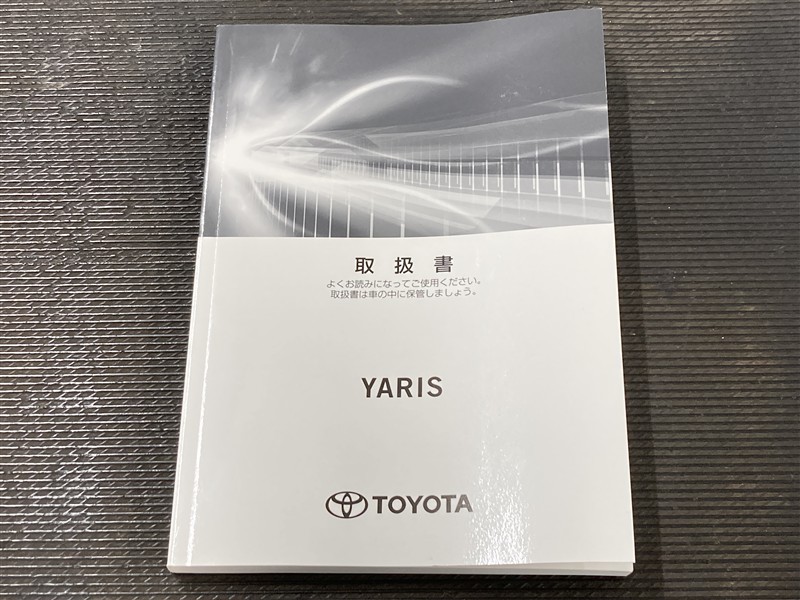 取扱書
よくお読みになってご使用ください。
取扱書は車の中に保管しましょう。
YARIS
TOYOTA